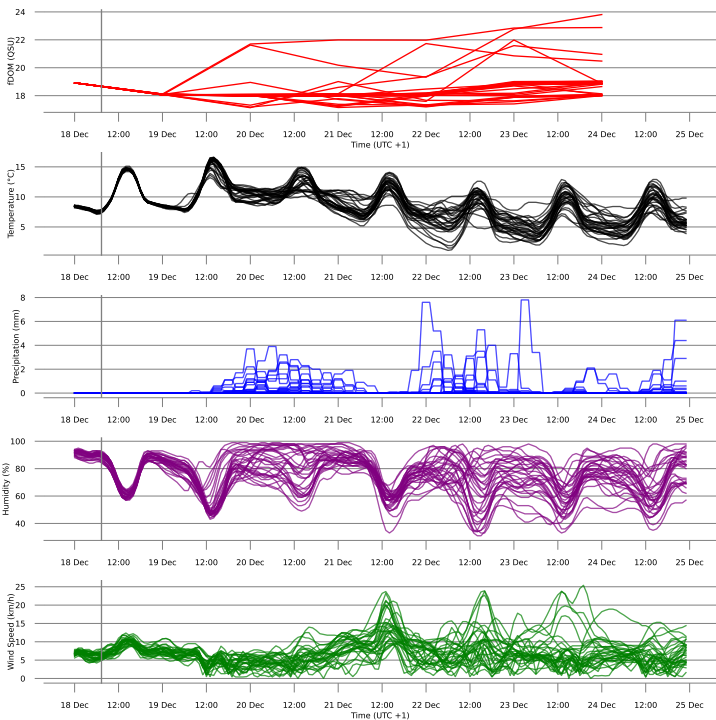 24
22
20
18
fDOM (QSU)
18 Dec 12:00 19 Dec 12:00 20 Dec 12:00 21 Dec 12:00 22 Dec 12:00 23 Dec 12:00 24 Dec 12:00 25 Dec
Time (UTC +1)
15
10
5
Temperature (°C)
18 Dec 12:00 19 Dec 12:00 20 Dec 12:00 21 Dec 12:00 22 Dec 12:00 23 Dec 12:00 24 Dec 12:00 25 Dec
8
6
4
2
0
Precipitation (mm)
18 Dec 12:00 19 Dec 12:00 20 Dec 12:00 21 Dec 12:00 22 Dec 12:00 23 Dec 12:00 24 Dec 12:00 25 Dec
100
80
60
40
Humidity (%)
18 Dec 12:00 19 Dec 12:00 20 Dec 12:00 21 Dec 12:00 22 Dec 12:00 23 Dec 12:00 24 Dec 12:00 25 Dec
25
20
15
10
5
0
Wind Speed (km/h)
18 Dec 12:00 19 Dec 12:00 20 Dec 12:00 21 Dec 12:00 22 Dec 12:00 23 Dec 12:00 24 Dec 12:00 25 Dec
Time (UTC +1)